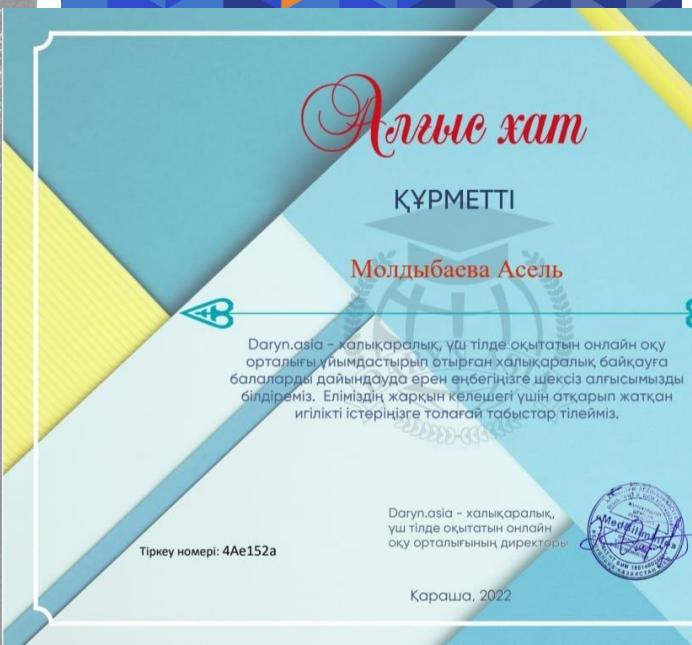 Алғыс хат
ҚҰРМЕТТІ
Молдыбаева Асель
Daryn.asia - халықаралық, үш тілде оқытатын онлайн оқу
орталығы ұйымдастырып отырған халықаралық байқауға
балаларды дайындауда ерен еңбегіңізге шексіз алғысымызды
білдіреміз. Еліміздің жарқын келешегі үшін атқарып жатқан
игілікті істеріңізге толағай табыстар тілейміз.
Daryn.asia - халықаралық,
үш тілде оқытатын онлайн
оқу орталығының директоры
Тіркеу номері: 4Ae152a
Қараша, 2022